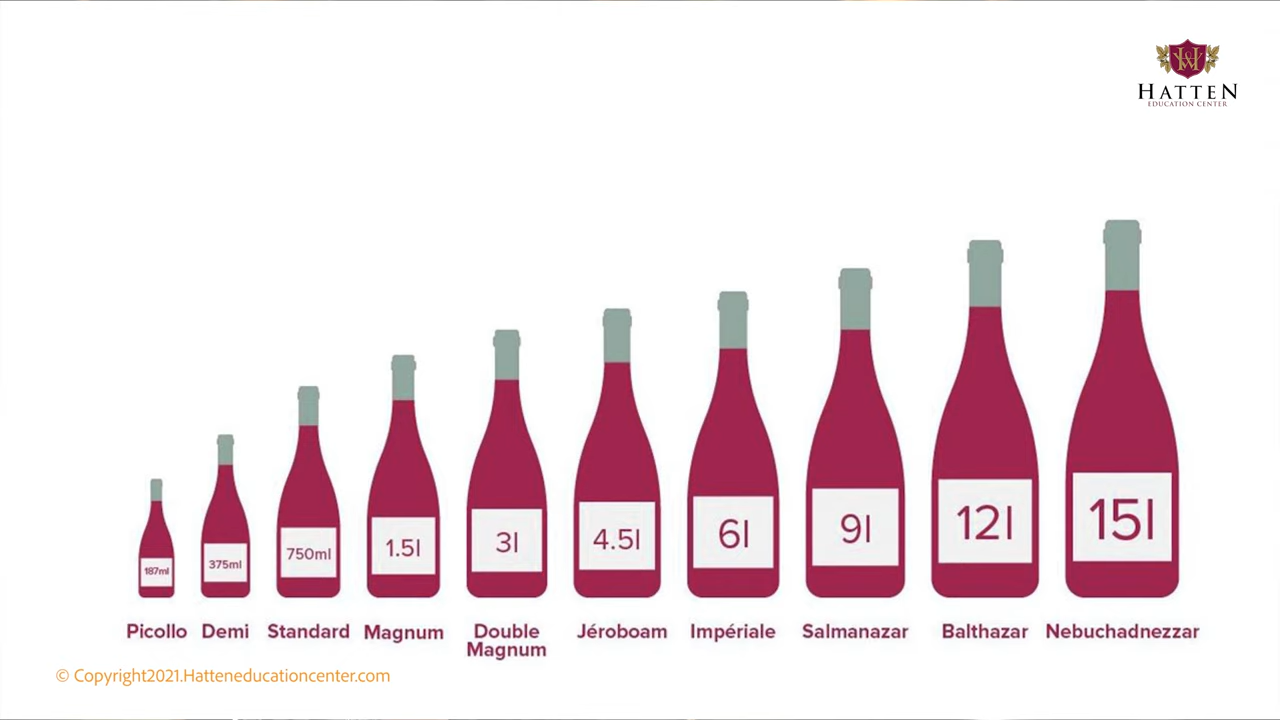 HATTEN
EDUCATION CENTER
187ml
375ml
750ml
1.5l
3l
4.5l
6l
9l
12l
15l
Picollo
Demi
Standard
Magnum
Double
Magnum
Jéroboam
Impériale
Salmanazar
Balthazar
Nebuchadnezzar
© Copyright2021.Hatteneducationcenter.com